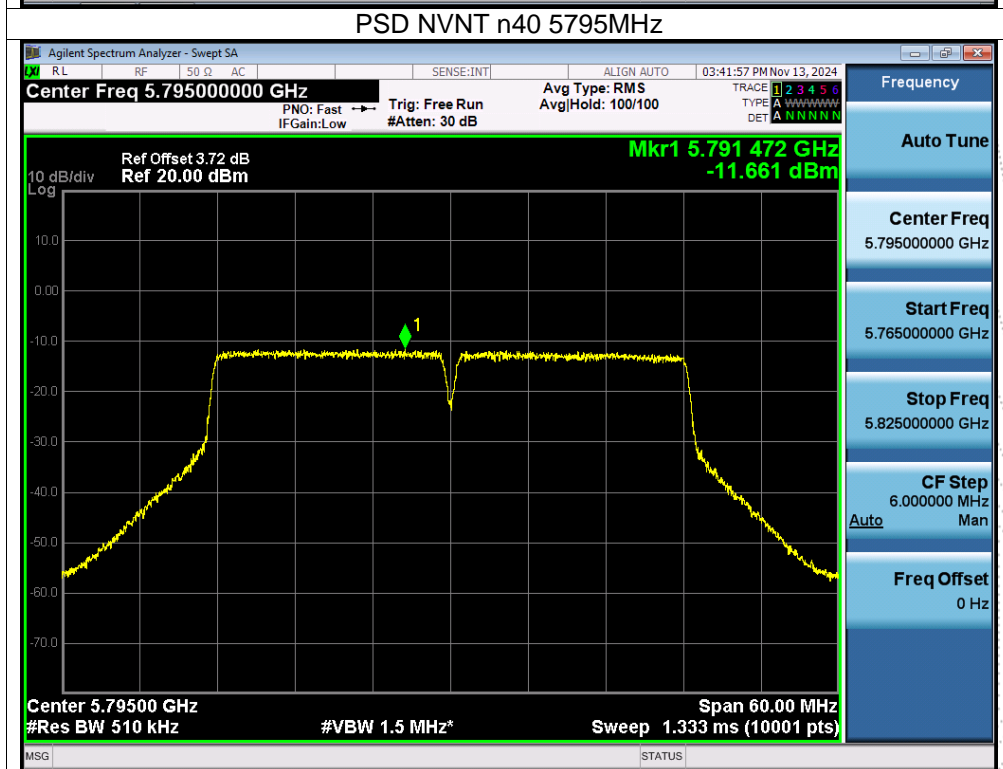 PSD NVNT n40 5795MHz
Agilent Spectrum Analyzer - Swept SA
LXI RL RF 50 Ω AC SENSE:INT ALIGN AUTO 03:41:57 PM Nov 13, 2024
Center Freq 5.795000000 GHz
PNO: Fast
IFGain:Low
Trig: Free Run
#Atten: 30 dB
Avg Type: RMS
Avg|Hold: 100/100
TRACE 1 2 3 4 5 6
TYPE A WWWWW
DET A N N N N N
Mkr1 5.791 472 GHz
-11.661 dBm
Ref Offset 3.72 dB
10 dB/div Ref 20.00 dBm
Log
10.0
0.00
-10.0
-20.0
-30.0
-40.0
-50.0
-60.0
-70.0
1
Center 5.79500 GHz Span 60.00 MHz
#Res BW 510 kHz #VBW 1.5 MHz* Sweep 1.333 ms (10001 pts)
MSG STATUS
Frequency
Auto Tune
Center Freq
5.795000000 GHz
Start Freq
5.765000000 GHz
Stop Freq
5.825000000 GHz
CF Step
6.000000 MHz
Auto Man
Freq Offset
0 Hz